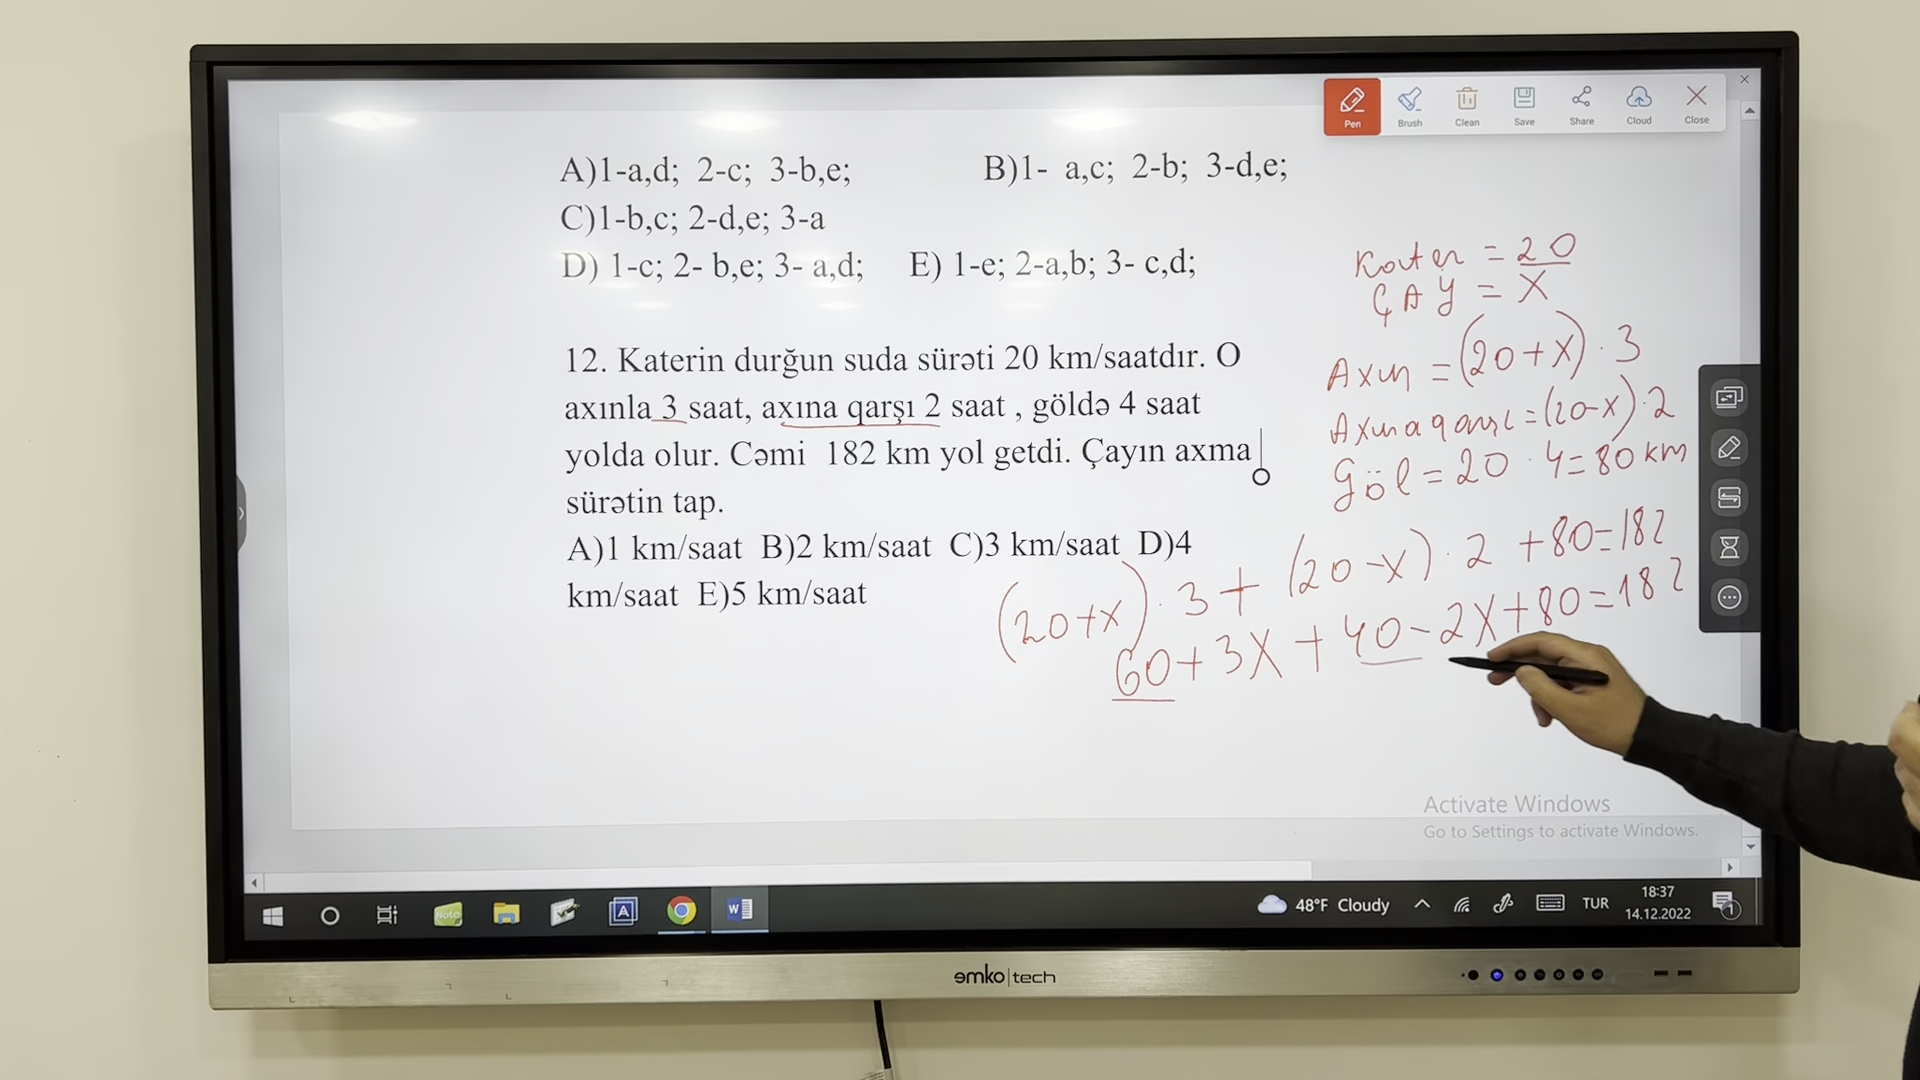 Pen Brush Clean Save Share Cloud Close
A)1-a,d; 2-c; 3-b,e; B)1- a,c; 2-b; 3-d,e;
C)1-b,c; 2-d,e; 3-a
D) 1-c; 2- b,e; 3- a,d; E) 1-e; 2-a,b; 3- c,d;
12. Katerin durğun suda sürəti 20 km/saatdır. O
axınla 3 saat, axına qarşı 2 saat , göldə 4 saat
yolda olur. Cəmi 182 km yol getdi. Çayın axma
sürətin tap.
A)1 km/saat B)2 km/saat C)3 km/saat D)4
km/saat E)5 km/saat
Kater = 20
ÇAY = X
Axın = (20+x) · 3
Axına qarşı = (20-x) · 2
Göl = 20 · 4 = 80 km
(20+x) · 3 + (20-x) · 2 + 80 = 182
60 + 3X + 40 - 2X + 80 = 182
Activate Windows
Go to Settings to activate Windows.
Note A W 48°F Cloudy TUR 18:37
14.12.2022 1
emko|tech